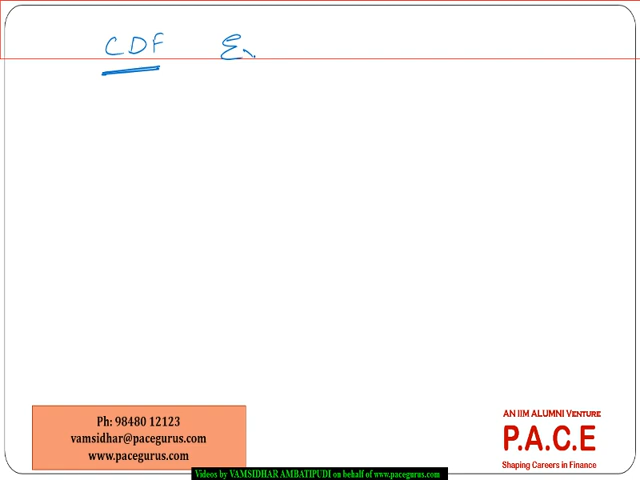 CDF
AN IIM ALUMNI VENTURE
P.A.C.E
Shaping Careers in Finance
Ph: 98480 12123
vamsidhar@pacegurus.com
www.pacegurus.com
Videos by VAMSIDHAR AMBATIPUDI on behalf of www.pacegurus.com